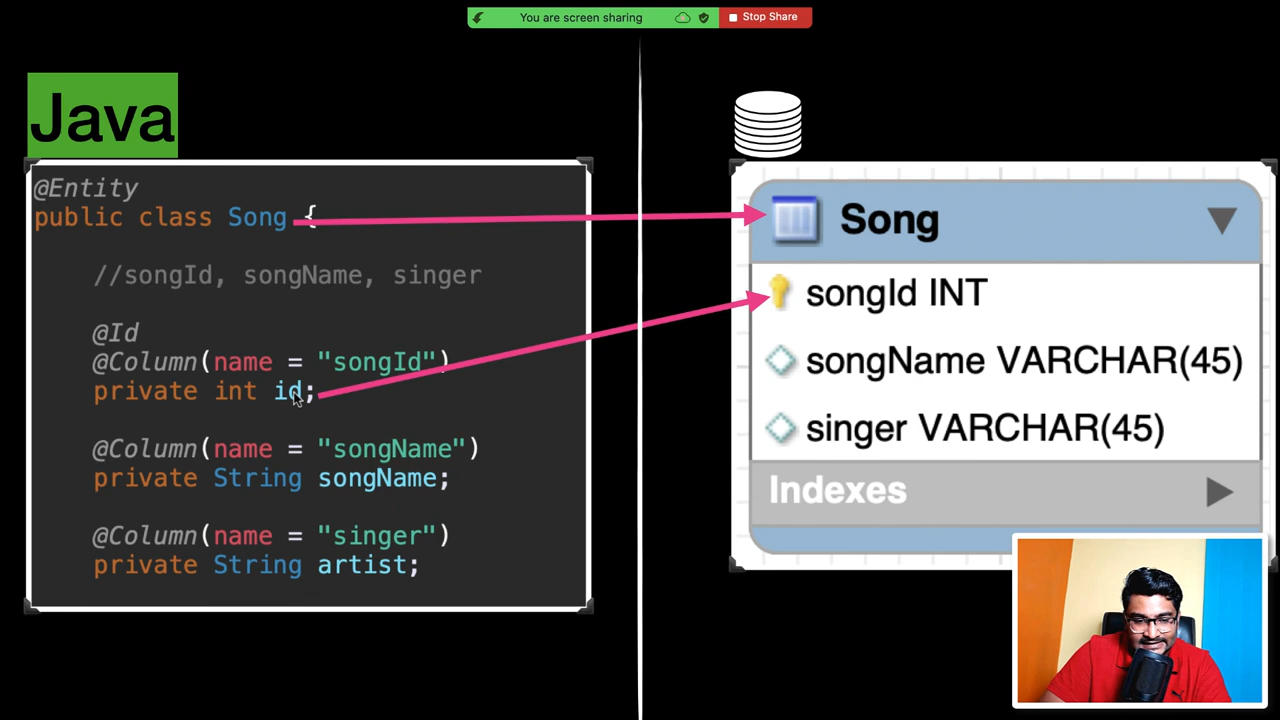 You are screen sharing
Stop Share
Java
@Entity
public class Song {
//songId, songName, singer
@Id
@Column(name = "songId")
private int id;
@Column(name = "songName")
private String songName;
@Column(name = "singer")
private String artist;
Song
songId INT
songName VARCHAR(45)
singer VARCHAR(45)
Indexes